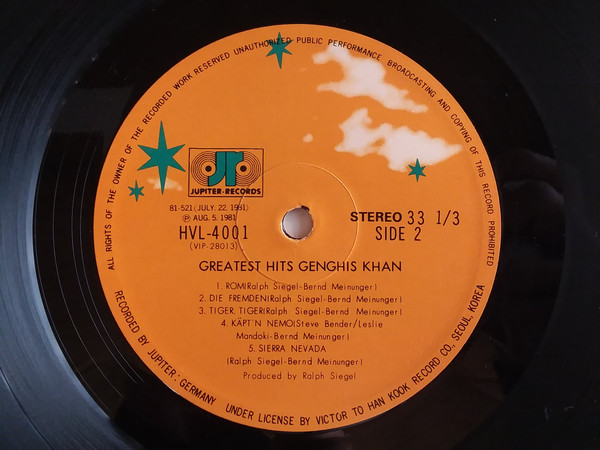 ALL RIGHTS OF THE OWNER OF THE RECORDED WORK RESERVED UNAUTHORIZED PUBLIC PERFORMANCE BROADCASTING AND COPYING OF THIS RECORD PROHIBITED
JR
JUPITER-RECORDS
81-521 (JULY. 22, 1981)
Ⓟ AUG. 5. 1981
HVL-4001
(VIP-28013)
STEREO 33 1/3
SIDE 2
GREATEST HITS GENGHIS KHAN
1. ROM(Ralph Siegel-Bernd Meinunger)
2. DIE FREMDEN(Ralph Siegel-Bernd Meinunger)
3. TIGER, TIGER(Ralph Siegel-Bernd Meinunger)
4. KÄPT'N NEMO(Steve Bender/Leslie
Mandoki-Bernd Meinunger)
5. SIERRA NEVADA
(Ralph Siegel-Bernd Meinunger)
Produced by Ralph Siegel
RECORDED BY JUPITER: GERMANY
UNDER LICENSE BY VICTOR TO HAN KOOK RECORD CO., SEOUL, KOREA